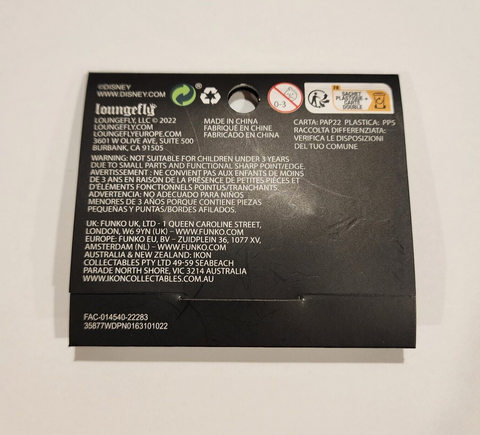 ©DISNEY
WWW.DISNEY.COM
loungefly
LOUNGEFLY, LLC © 2022
LOUNGEFLY.COM
LOUNGEFLYEUROPE.COM
3601 W OLIVE AVE, SUITE 500
BURBANK, CA 91505
MADE IN CHINA
FABRIQUÉ EN CHINE
FABRICADO EN CHINA
0-3
FR
SACHET
PLASTIQUE +
CARTE
DOUBLE
CARTA: PAP22 PLASTICA: PP5
RACCOLTA DIFFERENZIATA:
VERIFICA LE DISPOSIZIONI
DEL TUO COMUNE
WARNING: NOT SUITABLE FOR CHILDREN UNDER 3 YEARS
DUE TO SMALL PARTS AND FUNCTIONAL SHARP POINT/EDGE.
AVERTISSEMENT : NE CONVIENT PAS AUX ENFANTS DE MOINS
DE 3 ANS EN RAISON DE LA PRÉSENCE DE PETITES PIÈCES ET
D'ÉLÉMENTS FONCTIONNELS POINTUS/TRANCHANTS.
ADVERTENCIA: NO ADECUADO PARA NIÑOS
MENORES DE 3 AÑOS PORQUE CONTIENE PIEZAS
PEQUEÑAS Y PUNTAS/BORDES AFILADOS.
UK: FUNKO UK, LTD - 1 QUEEN CAROLINE STREET,
LONDON, W6 9YN (UK) – WWW.FUNKO.COM
EUROPE: FUNKO EU, BV – ZUIDPLEIN 36, 1077 XV,
AMSTERDAM (NL) – WWW.FUNKO.COM
AUSTRALIA & NEW ZEALAND: IKON
COLLECTABLES PTY LTD 49-59 SEABEACH
PARADE NORTH SHORE, VIC 3214 AUSTRALIA
WWW.IKONCOLLECTABLES.COM.AU
FAC-014540-22283
35877WDPN0163101022